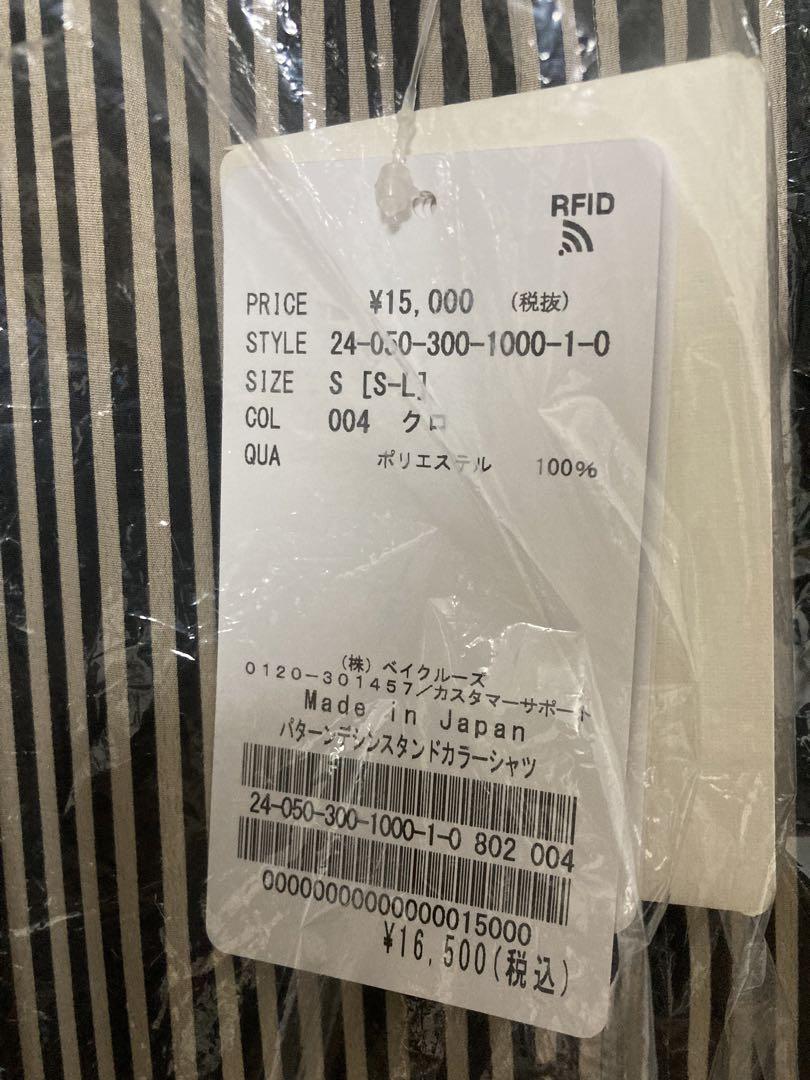 RFID
PRICE ¥15,000 (税抜)
STYLE 24-050-300-1000-1-0
SIZE S [S-L]
COL 004 クロ
QUA ポリエステル 100%
(株)ベイクルーズ
0120-301457/カスタマーサポート
Made in Japan
パターンデシンスタンドカラーシャツ
24-050-300-1000-1-0 802 004
0000000000000015000
¥16,500(税込)